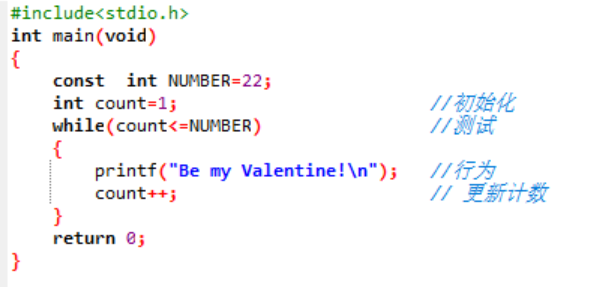 #include<stdio.h>
int main(void)
{
const  int NUMBER=22;
int count=1; //初始化
while(count<=NUMBER) //测试
{
printf("Be my Valentine!\n"); //行为
count++; // 更新计数
}
return 0;
}